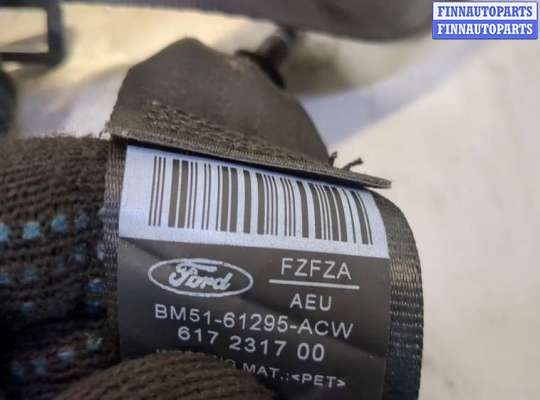 FINNAUTOPARTS
FINNAUTOPARTS
Ford
FZFZA
AEU
BM51-61295-ACW
617 2317 00
MAT.:<PET>